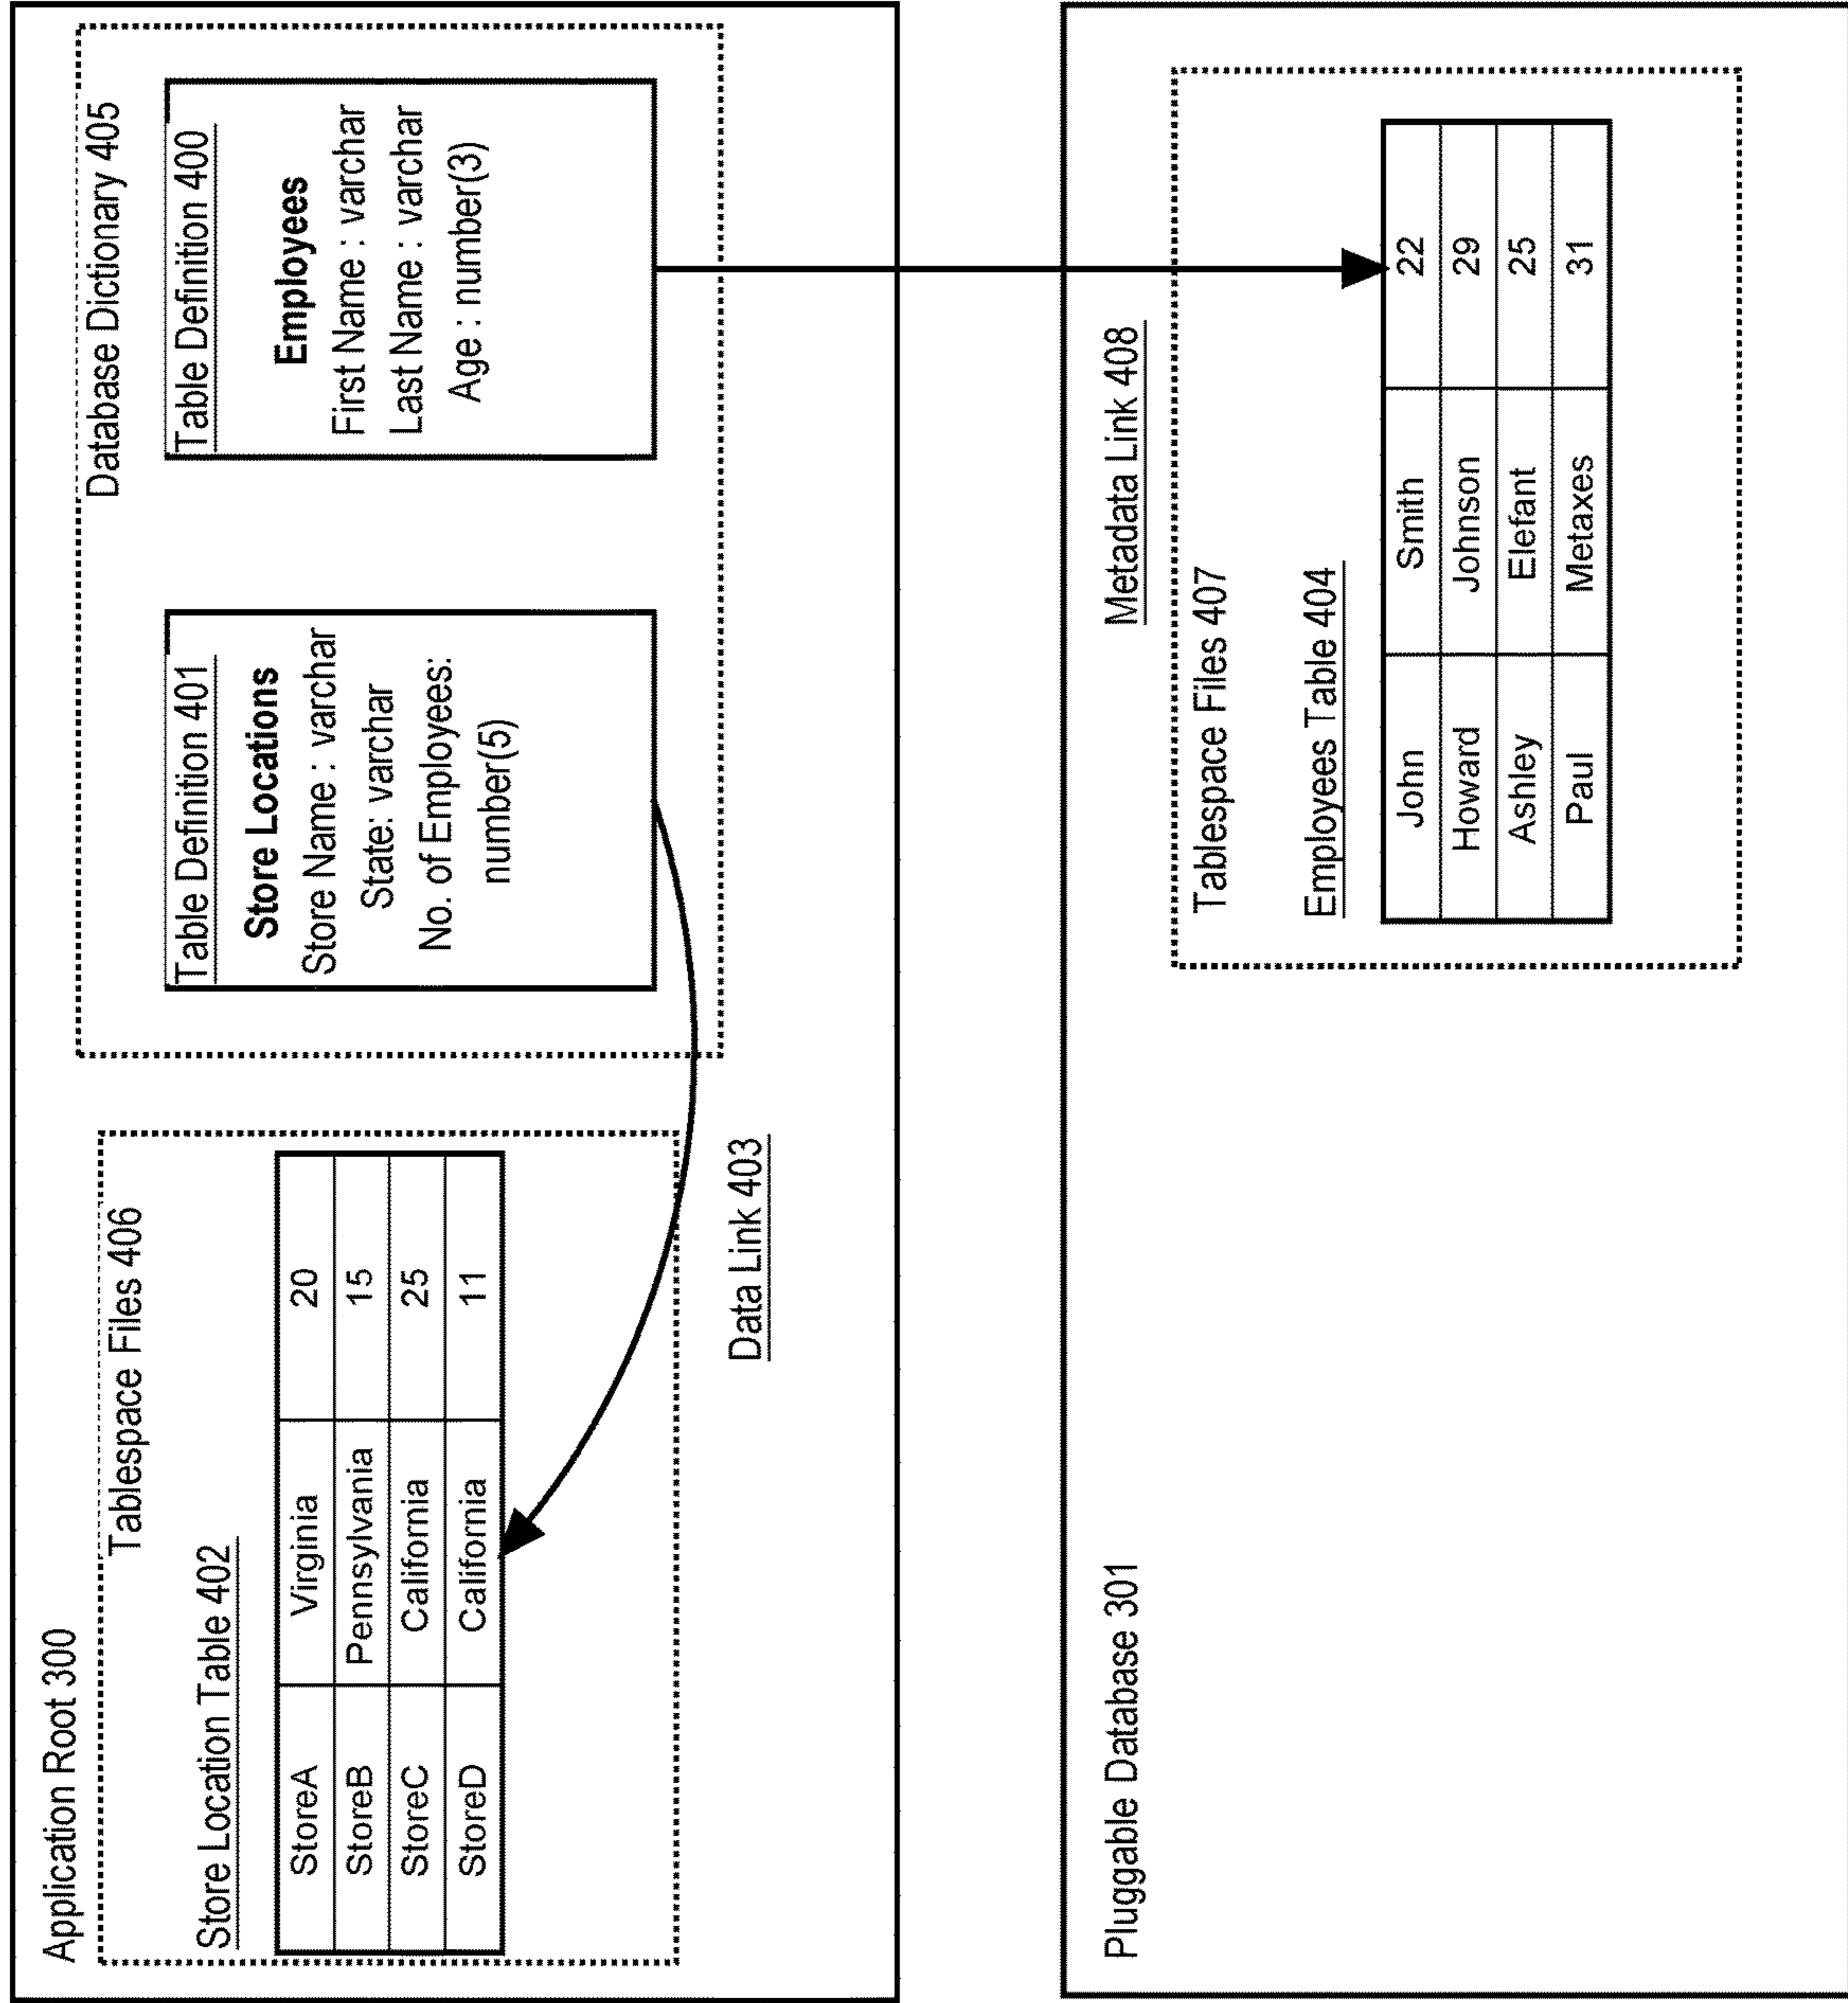 Application Root 300
Tablespace Files 406
Store Location Table 402
StoreA Virginia 20
StoreB Pennsylvania 15
StoreC California 25
StoreD California 11
Data Link 403
Database Dictionary 405
Table Definition 401
Store Locations
Store Name : varchar
State: varchar
No. of Employees:
number(5)
Table Definition 400
Employees
First Name : varchar
Last Name : varchar
Age : number(3)
Pluggable Database 301
Metadata Link 408
Tablespace Files 407
Employees Table 404
John Smith 22
Howard Johnson 29
Ashley Elefant 25
Paul Metaxes 31